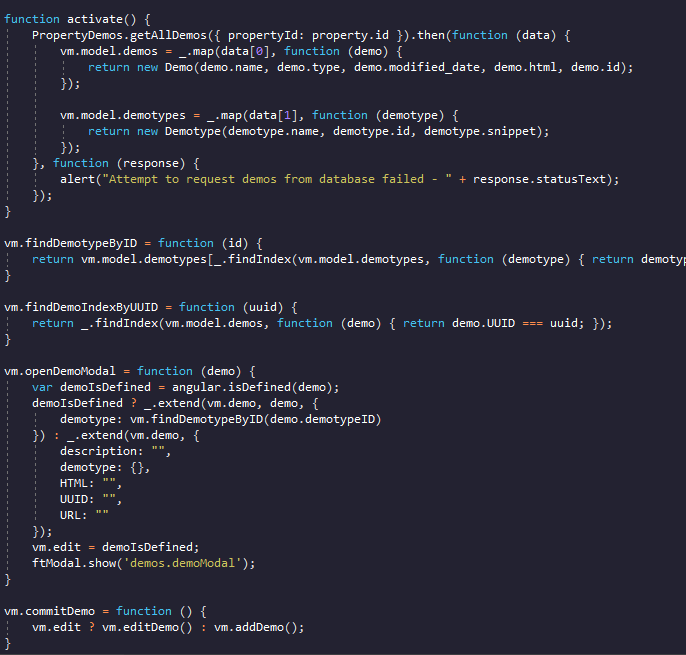 function activate() {
    PropertyDemos.getAllDemos({ propertyId: property.id }).then(function (data) {
        vm.model.demos = _.map(data[0], function (demo) {
            return new Demo(demo.name, demo.type, demo.modified_date, demo.html, demo.id);
        });

        vm.model.demotypes = _.map(data[1], function (demotype) {
            return new Demotype(demotype.name, demotype.id, demotype.snippet);
        });
    }, function (response) {
        alert("Attempt to request demos from database failed - " + response.statusText);
    });
}

vm.findDemotypeByID = function (id) {
    return vm.model.demotypes[_.findIndex(vm.model.demotypes, function (demotype) { return demotyp
}

vm.findDemoIndexByUUID = function (uuid) {
    return _.findIndex(vm.model.demos, function (demo) { return demo.UUID === uuid; });
}

vm.openDemoModal = function (demo) {
    var demoIsDefined = angular.isDefined(demo);
    demoIsDefined ? _.extend(vm.demo, demo, {
        demotype: vm.findDemotypeByID(demo.demotypeID)
    }) : _.extend(vm.demo, {
        description: "",
        demotype: {},
        HTML: "",
        UUID: "",
        URL: ""
    });
    vm.edit = demoIsDefined;
    ftModal.show('demos.demoModal');
}

vm.commitDemo = function () {
    vm.edit ? vm.editDemo() : vm.addDemo();
}